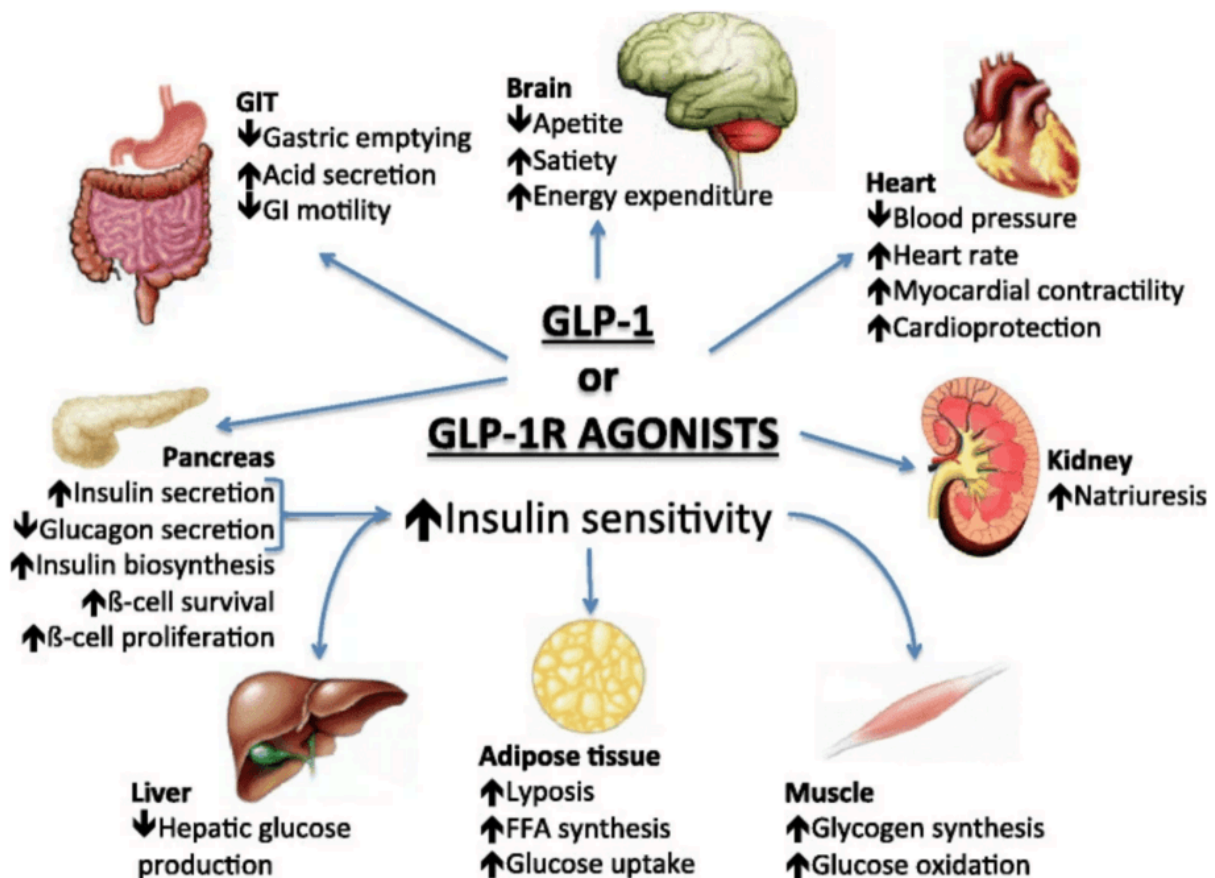 GIT
↓Gastric emptying
↑Acid secretion
↓GI motility
Brain
↓Apetite
↑Satiety
↑Energy expenditure
Heart
↓Blood pressure
↑Heart rate
↑Myocardial contractility
↑Cardioprotection
GLP-1
or
GLP-1R AGONISTS
↑Insulin sensitivity
Pancreas
↑Insulin secretion
↓Glucagon secretion
↑Insulin biosynthesis
↑ß-cell survival
↑ß-cell proliferation
Kidney
↑Natriuresis
Liver
↓Hepatic glucose
production
Adipose tissue
↑Lyposis
↑FFA synthesis
↑Glucose uptake
Muscle
↑Glycogen synthesis
↑Glucose oxidation